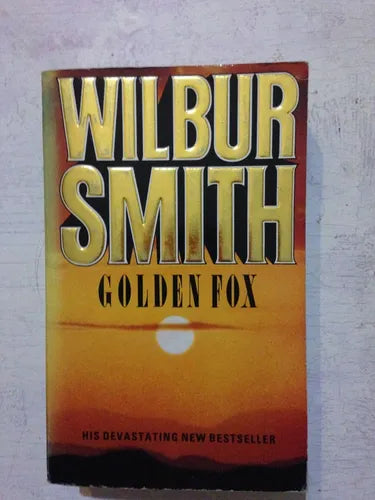 WILBUR
SMITH
GOLDEN FOX
HIS DEVASTATING NEW BESTSELLER